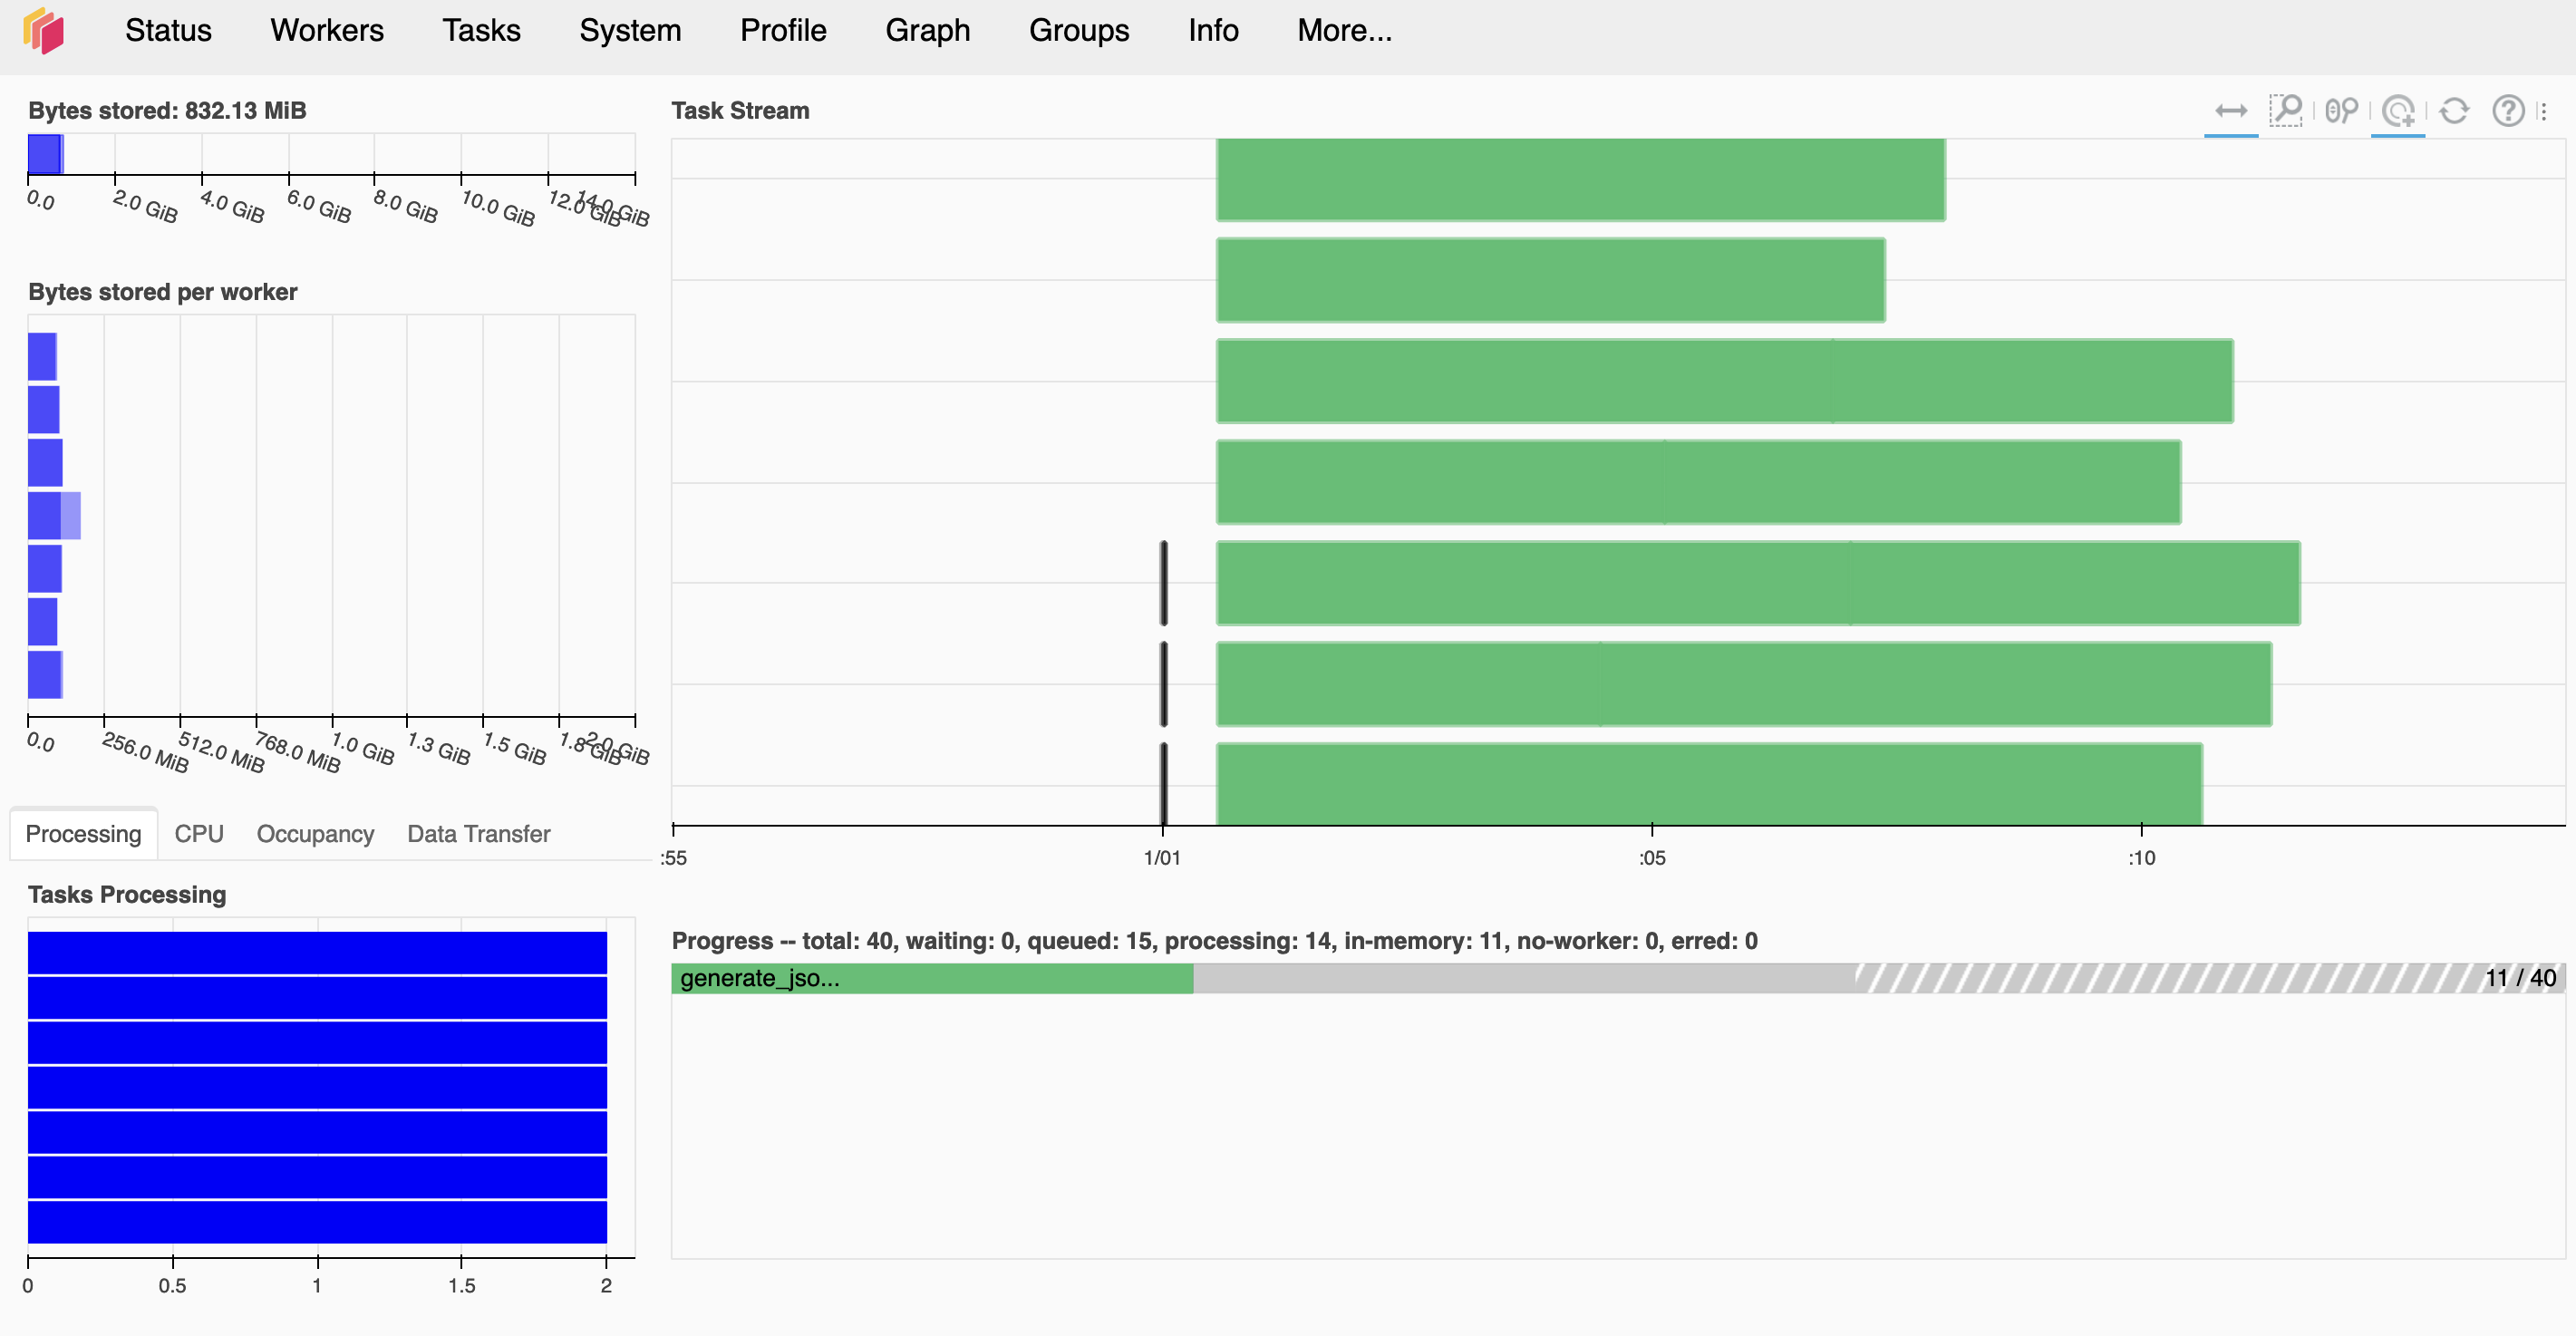 Status Workers Tasks System Profile Graph Groups Info More...
Bytes stored: 832.13 MiB
0.0 2.0 GiB 4.0 GiB 6.0 GiB 8.0 GiB 10.0 GiB 12.0 GiB 14.0 GiB
Bytes stored per worker
0.0 256.0 MiB 512.0 MiB 768.0 MiB 1.0 GiB 1.3 GiB 1.5 GiB 1.8 GiB 2.0 GiB
Processing CPU Occupancy Data Transfer
Tasks Processing
0 0.5 1 1.5 2
Task Stream
:55 1/01 :05 :10
Progress -- total: 40, waiting: 0, queued: 15, processing: 14, in-memory: 11, no-worker: 0, erred: 0
generate_jso... 11 / 40